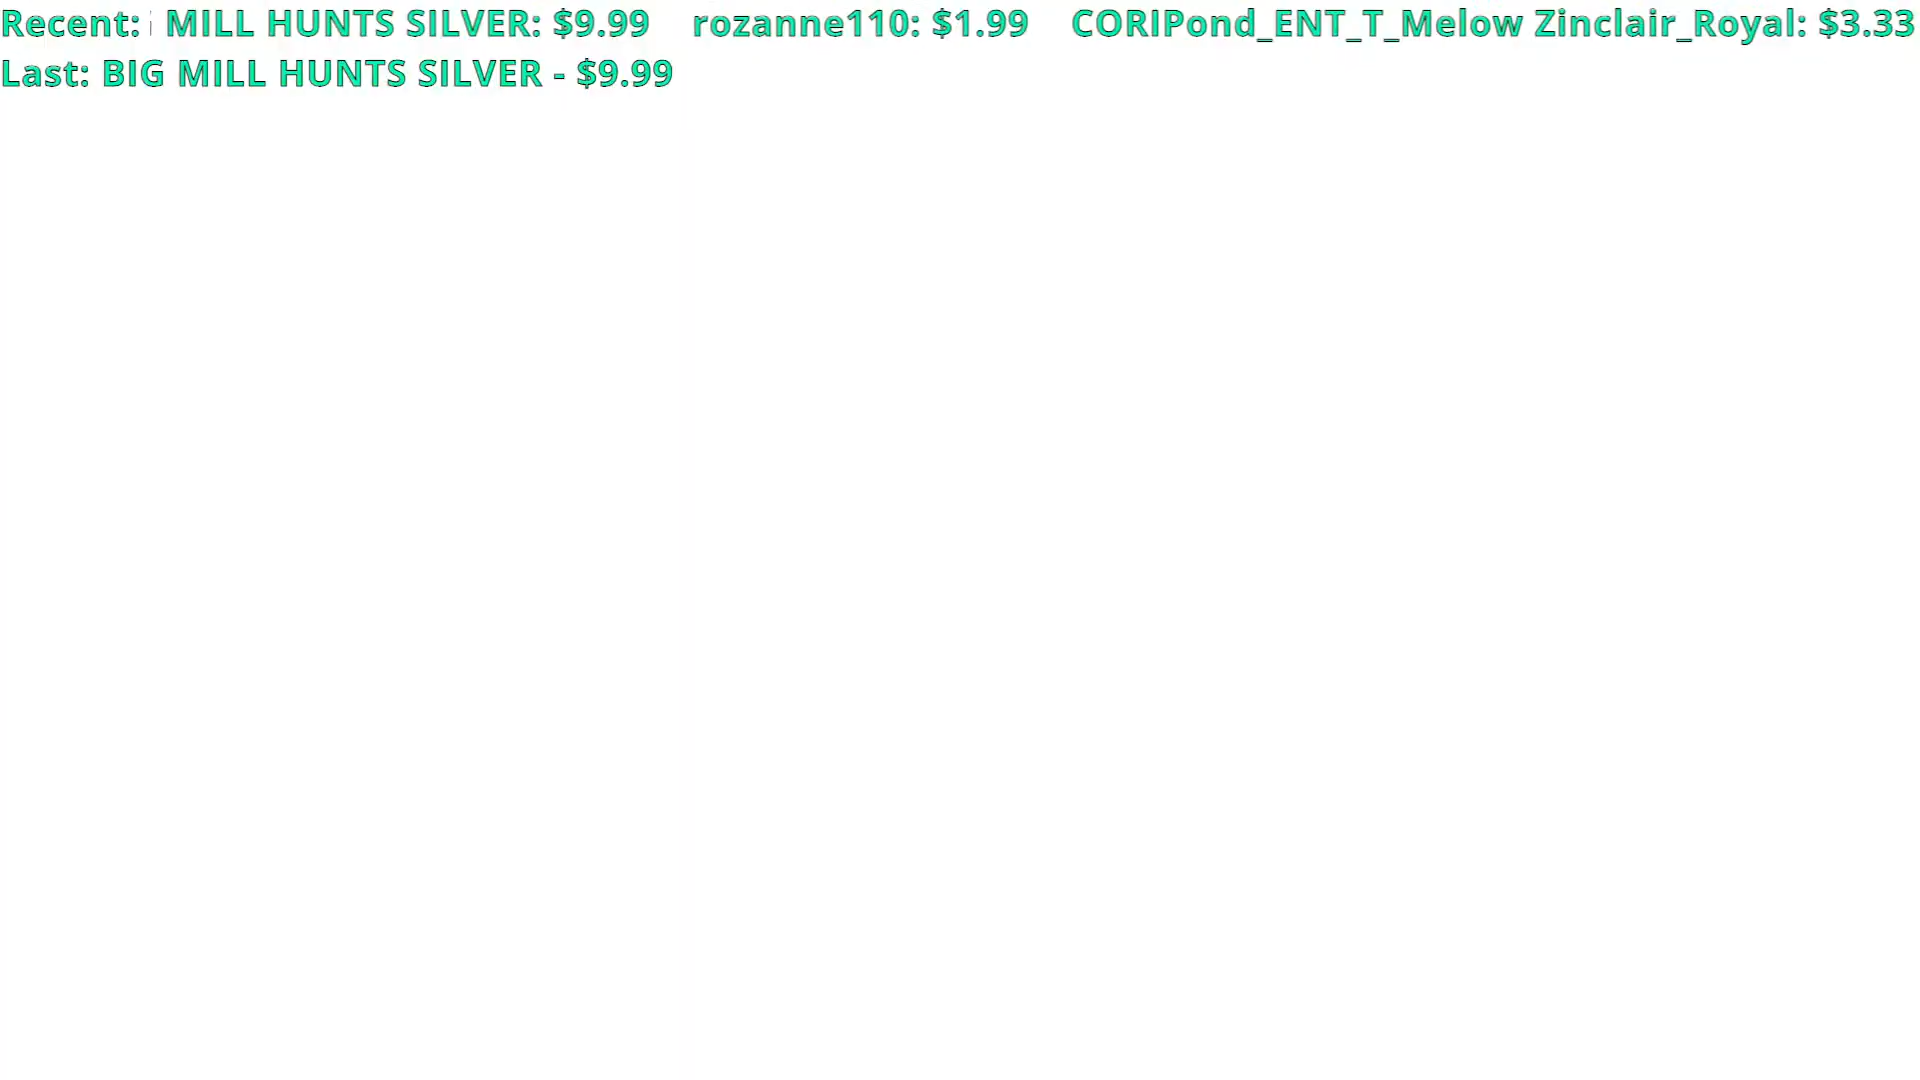 Recent: MILL HUNTS SILVER: $9.99 rozanne110: $1.99 CORIPond_ENT_T_Melow Zinclair_Royal: $3.33
Last: BIG MILL HUNTS SILVER - $9.99